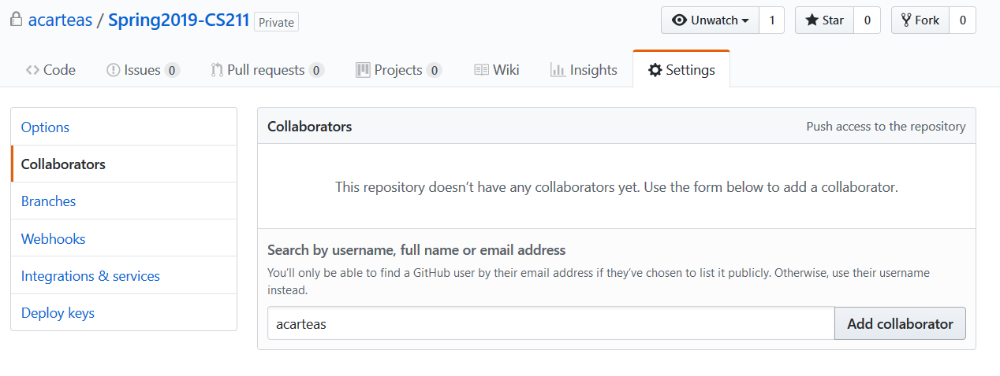 acarteas / Spring2019-CS211 Private
Unwatch 1 Star 0 Fork 0
Code Issues 0 Pull requests 0 Projects 0 Wiki Insights Settings
Options
Collaborators
Branches
Webhooks
Integrations & services
Deploy keys
Collaborators Push access to the repository
This repository doesn’t have any collaborators yet. Use the form below to add a collaborator.
Search by username, full name or email address
You’ll only be able to find a GitHub user by their email address if they’ve chosen to list it publicly. Otherwise, use their username
instead.
acarteas Add collaborator